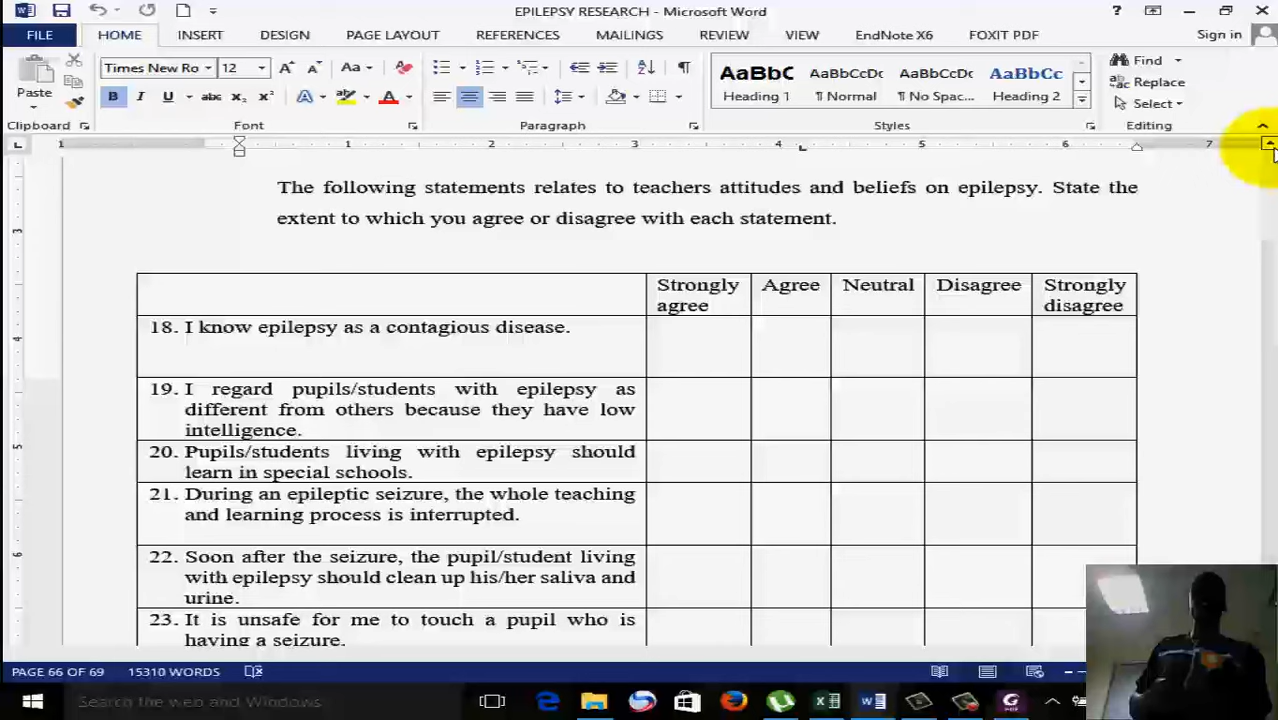 EPILEPSY RESEARCH - Microsoft Word
FILE HOME INSERT DESIGN PAGE LAYOUT REFERENCES MAILINGS REVIEW VIEW EndNote X6 FOXIT PDF Sign in
Paste
Times New Ro 12
AaBbC AaBbCcDc AaBbCcDc AaBbCc
Heading 1 ¶ Normal ¶ No Spac... Heading 2
Find
Replace
Select
Clipboard Font Paragraph Styles Editing
1 1 2 3 4 5 6 7
The following statements relates to teachers attitudes and beliefs on epilepsy. State the
extent to which you agree or disagree with each statement.
Strongly agree Agree Neutral Disagree Strongly disagree
18. I know epilepsy as a contagious disease.
19. I regard pupils/students with epilepsy as
different from others because they have low
intelligence.
20. Pupils/students living with epilepsy should
learn in special schools.
21. During an epileptic seizure, the whole teaching
and learning process is interrupted.
22. Soon after the seizure, the pupil/student living
with epilepsy should clean up his/her saliva and
urine.
23. It is unsafe for me to touch a pupil who is
having a seizure.
PAGE 66 OF 69 15310 WORDS
Search the web and Windows